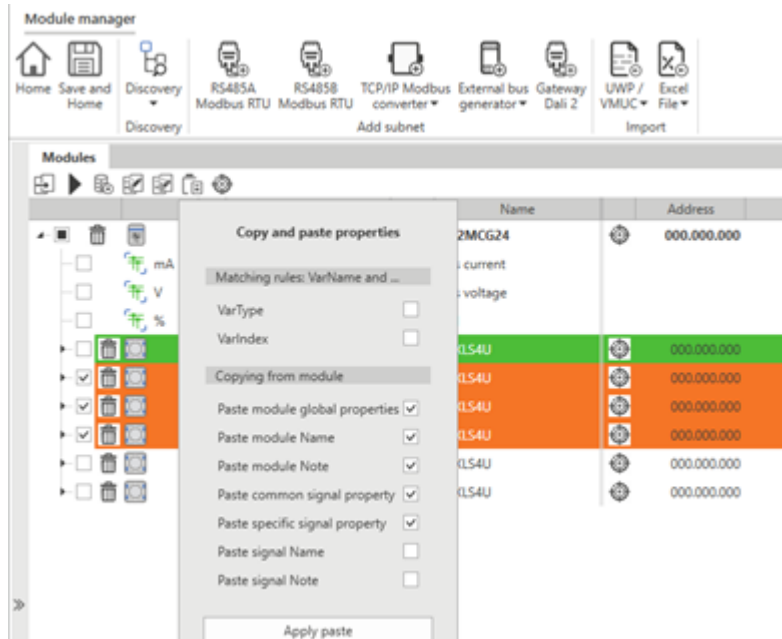 Module manager
Home
Save and Home
Discovery
RS485A Modbus RTU
RS485B Modbus RTU
TCP/IP Modbus converter
External bus generator
Gateway Dali 2
UWP / VMUC
Excel File
Discovery
Add subnet
Import
Modules
Name
Address
Copy and paste properties
2MCG24
000.000.000
mA
current
Matching rules: VarName and ...
V
voltage
VarType
%
VarIndex
KLS4U
000.000.000
Copying from module
KLS4U
000.000.000
Paste module global properties
KLS4U
000.000.000
Paste module Name
KLS4U
000.000.000
Paste module Note
KLS4U
000.000.000
Paste common signal property
KLS4U
000.000.000
Paste specific signal property
Paste signal Name
Paste signal Note
Apply paste